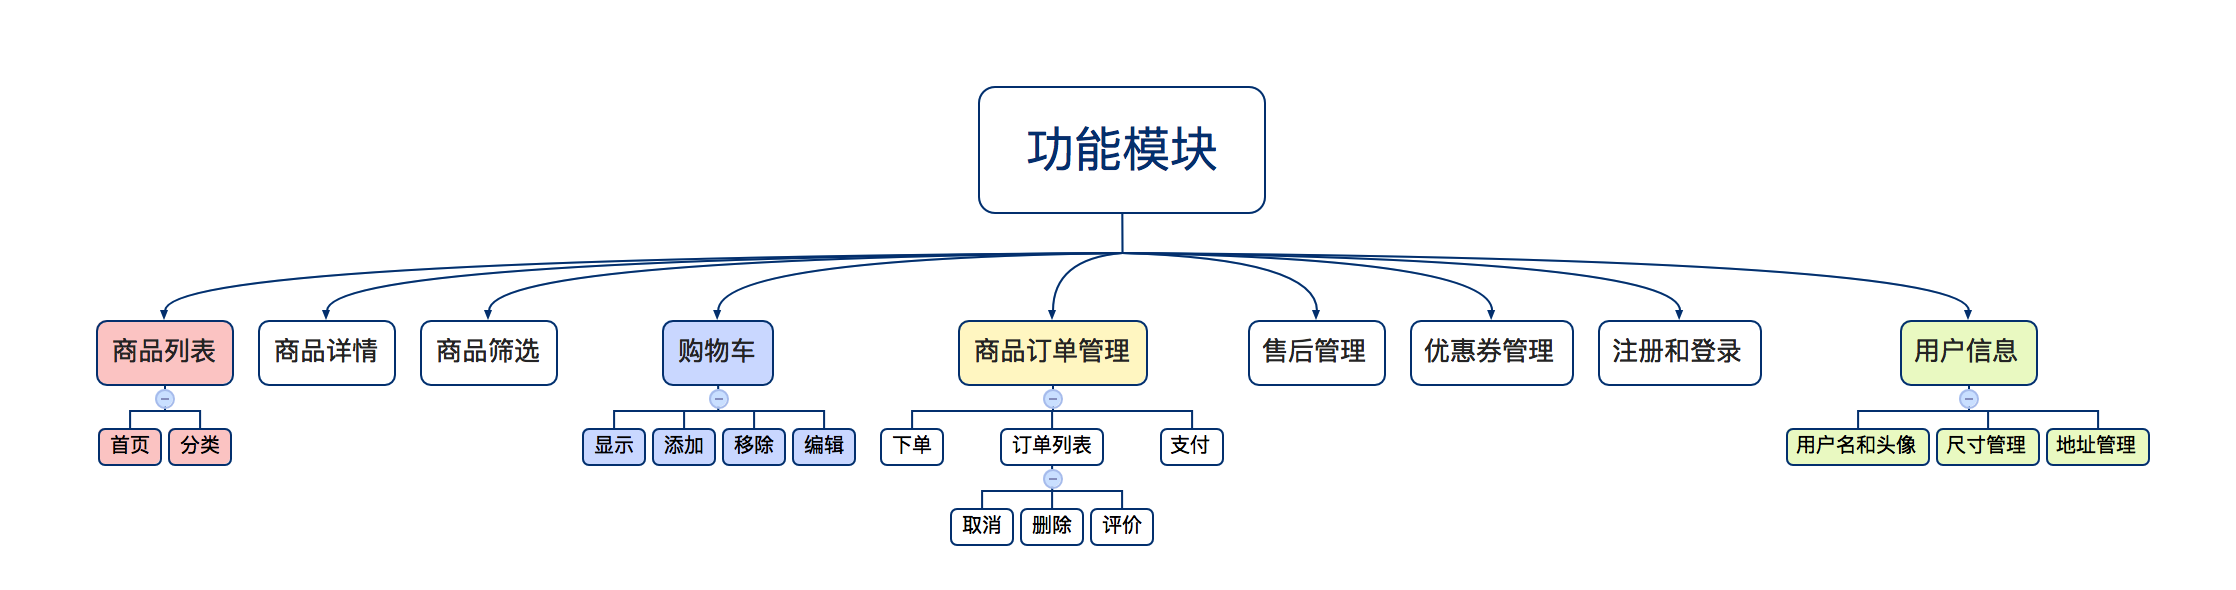 功能模块
商品列表
商品详情
商品筛选
购物车
商品订单管理
售后管理
优惠券管理
注册和登录
用户信息
首页
分类
显示
添加
移除
编辑
下单
订单列表
支付
用户名和头像
尺寸管理
地址管理
取消
删除
评价